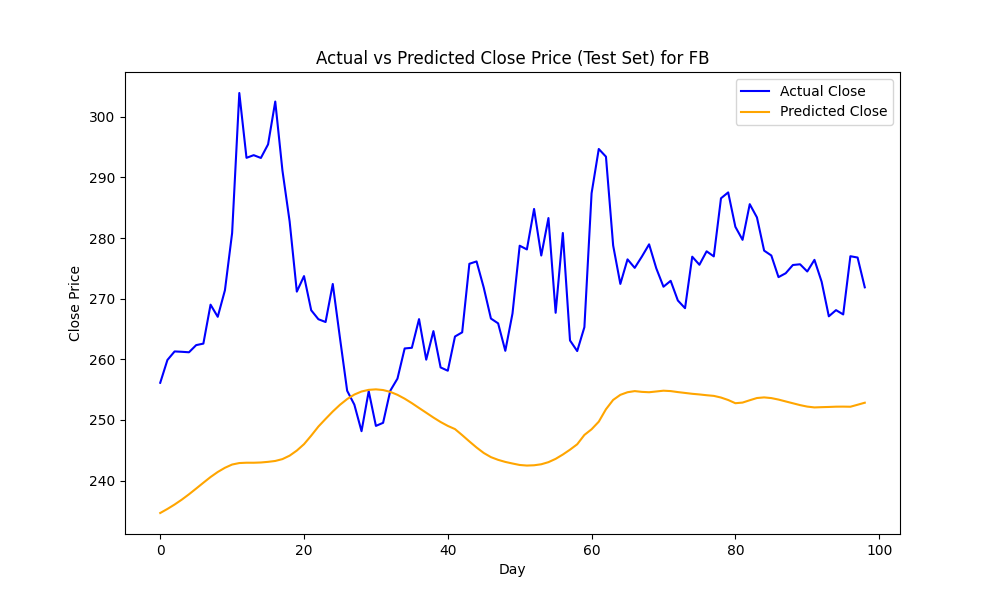 Actual vs Predicted Close Price (Test Set) for FB
Actual Close
Predicted Close
Close Price
300
290
280
270
260
250
240
0 20 40 60 80 100
Day